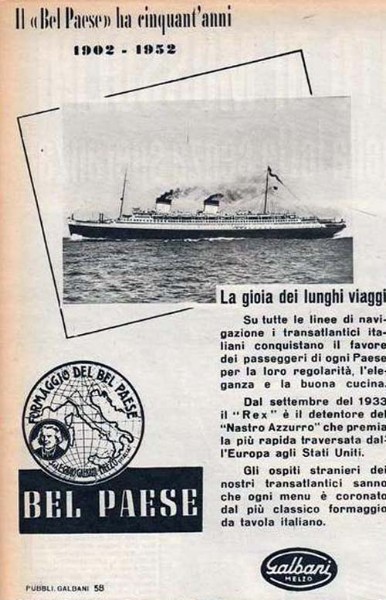 Il «Bel Paese» ha cinquant'anni
1902 - 1952
La gioia dei lunghi viaggi
Su tutte le linee di navi-
gazione i transatlantici ita-
liani conquistano il favore
dei passeggeri di ogni Paese
per la loro regolarità, l'ele-
ganza e la buona cucina.
Dal settembre del 1933
il "Rex" è il detentore del
"Nastro Azzurro" che premia
la più rapida traversata dal-
l'Europa agli Stati Uniti.
Gli ospiti stranieri dei
nostri transatlantici sanno
che ogni menu è coronato
dal più classico formaggio
da tavola italiano.
FORMAGGIO DEL BEL PAESE
BEL PAESE
Galbani
MELZO
PUBBLI. GALBANI 58